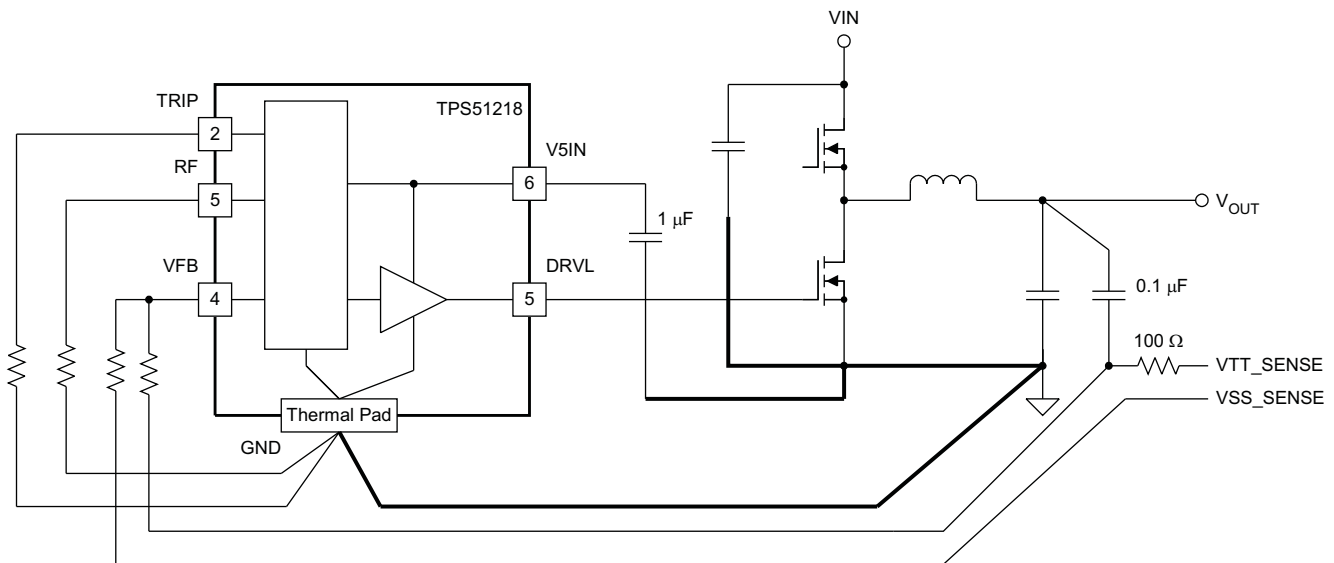 VIN
TRIP
TPS51218
2
RF
V5IN
5
6
1 μF
VOUT
VFB
DRVL
4
5
0.1 μF
100 Ω
VTT_SENSE
VSS_SENSE
Thermal Pad
GND